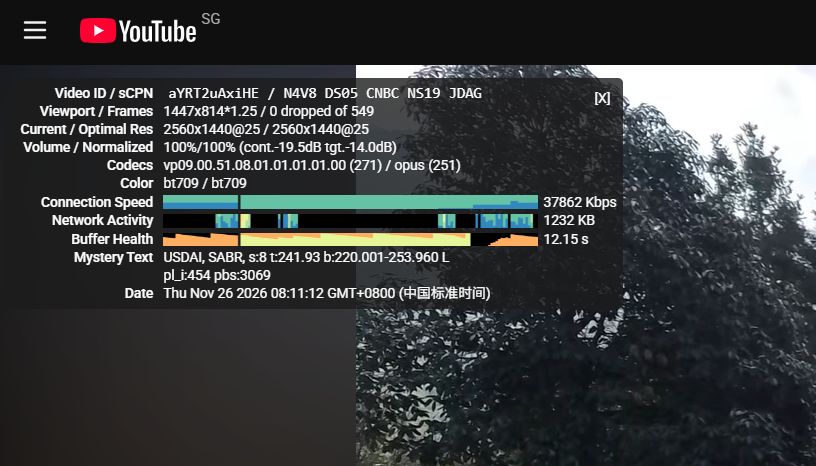 YouTube SG
Video ID / sCPN aYRT2uAxiHE / N4V8 DS05 CNBC NS19 JDAG
[X]
Viewport / Frames 1447x814*1.25 / 0 dropped of 549
Current / Optimal Res 2560x1440@25 / 2560x1440@25
Volume / Normalized 100%/100% (cont.-19.5dB tgt.-14.0dB)
Codecs vp09.00.51.08.01.01.01.01.00 (271) / opus (251)
Color bt709 / bt709
Connection Speed 37862 Kbps
Network Activity 1232 KB
Buffer Health 12.15 s
Mystery Text USDAI, SABR, s:8 t:241.93 b:220.001-253.960 L
pl_i:454 pbs:3069
Date Thu Nov 26 2026 08:11:12 GMT+0800 (中国标准时间)